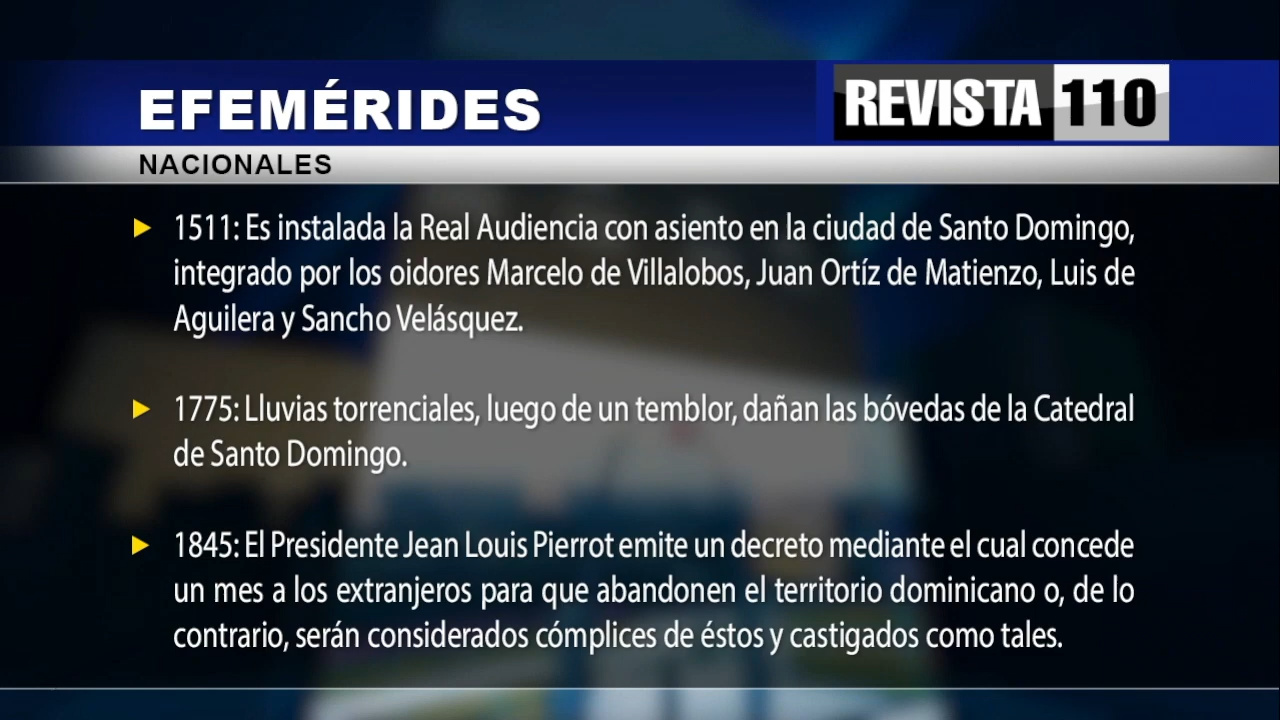 EFEMÉRIDES
REVISTA 110
NACIONALES
1511: Es instalada la Real Audiencia con asiento en la ciudad de Santo Domingo,
integrado por los oidores Marcelo de Villalobos, Juan Ortíz de Matienzo, Luis de
Aguilera y Sancho Velásquez.
1775: Lluvias torrenciales, luego de un temblor, dañan las bóvedas de la Catedral
de Santo Domingo.
1845: El Presidente Jean Louis Pierrot emite un decreto mediante el cual concede
un mes a los extranjeros para que abandonen el territorio dominicano o, de lo
contrario, serán considerados cómplices de éstos y castigados como tales.